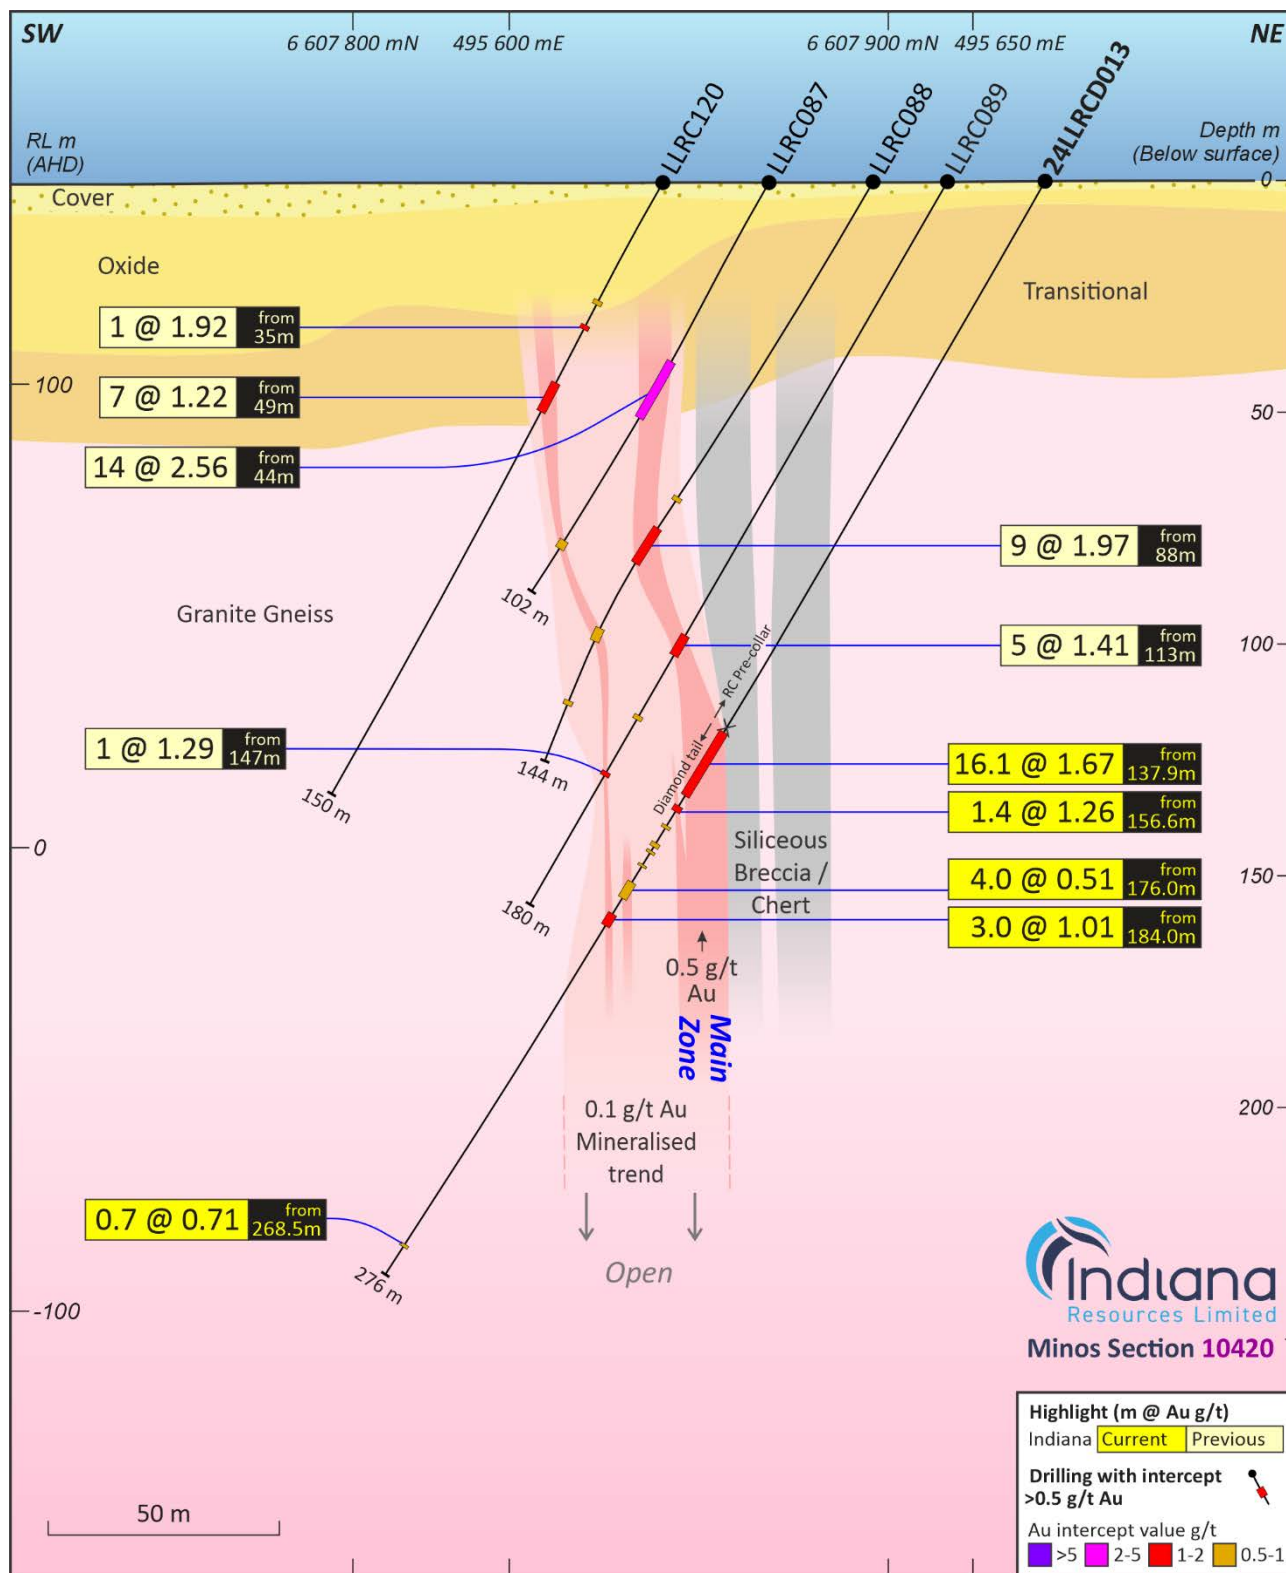 SW
6 607 800 mN
495 600 mE
6 607 900 mN
495 650 mE
NE
LLRC120
LLRC087
LLRC088
LLRC089
24LLRCD013
RL m
(AHD)
Depth m
(Below surface)
0
Cover
Oxide
Transitional
1 @ 1.92
from
35m
100
7 @ 1.22
from
49m
50
14 @ 2.56
from
44m
9 @ 1.97
from
88m
102 m
Granite Gneiss
5 @ 1.41
from
113m
100
RC Pre-collar
Diamond tail
1 @ 1.29
from
147m
144 m
150 m
16.1 @ 1.67
from
137.9m
1.4 @ 1.26
from
156.6m
0
Siliceous
Breccia /
Chert
4.0 @ 0.51
from
176.0m
150
180 m
3.0 @ 1.01
from
184.0m
0.5 g/t
Au
Main
Zone
0.1 g/t Au
Mineralised
trend
200
0.7 @ 0.71
from
268.5m
276 m
Open
-100
Indiana
Resources Limited
Minos Section 10420
Highlight (m @ Au g/t)
Indiana Current Previous
Drilling with intercept
>0.5 g/t Au
Au intercept value g/t
>5 2-5 1-2 0.5-1
50 m